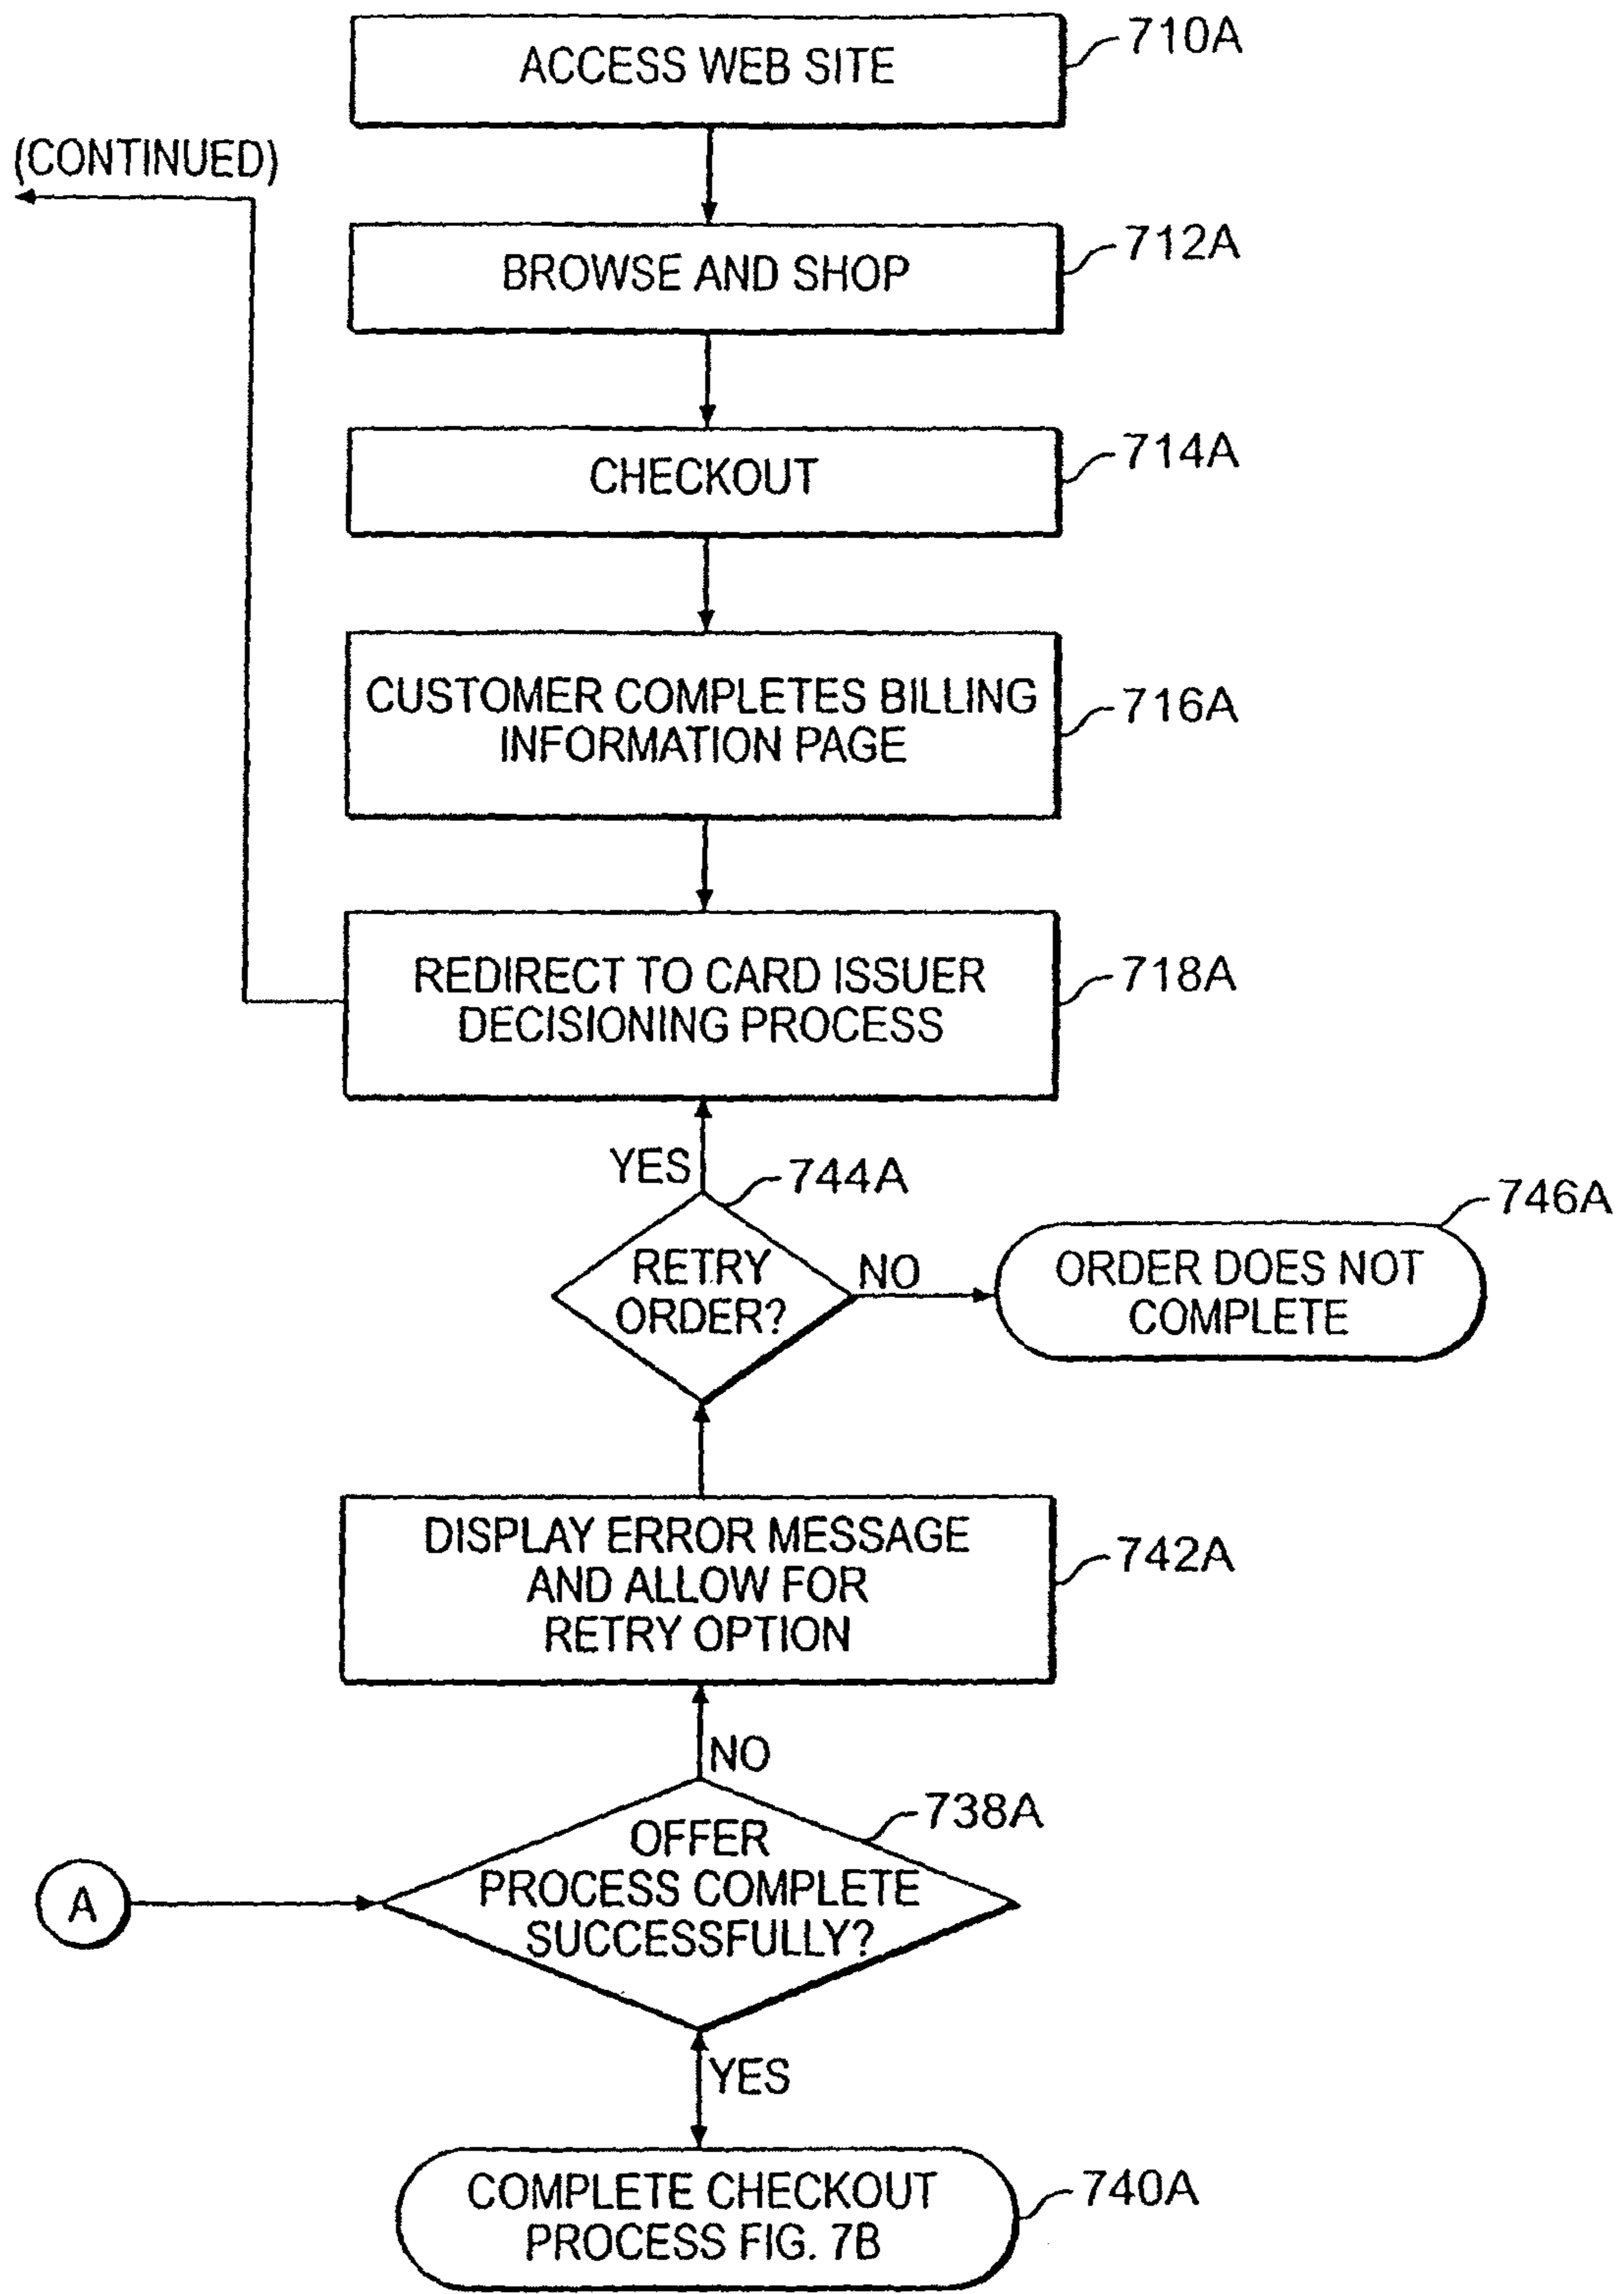 ACCESS WEB SITE
710A
(CONTINUED)
BROWSE AND SHOP
712A
CHECKOUT
714A
CUSTOMER COMPLETES BILLING
INFORMATION PAGE
716A
REDIRECT TO CARD ISSUER
DECISIONING PROCESS
718A
YES
744A
RETRY
ORDER?
NO
746A
ORDER DOES NOT
COMPLETE
DISPLAY ERROR MESSAGE
AND ALLOW FOR
RETRY OPTION
742A
NO
738A
OFFER
PROCESS COMPLETE
SUCCESSFULLY?
A
YES
COMPLETE CHECKOUT
PROCESS FIG. 7B
740A